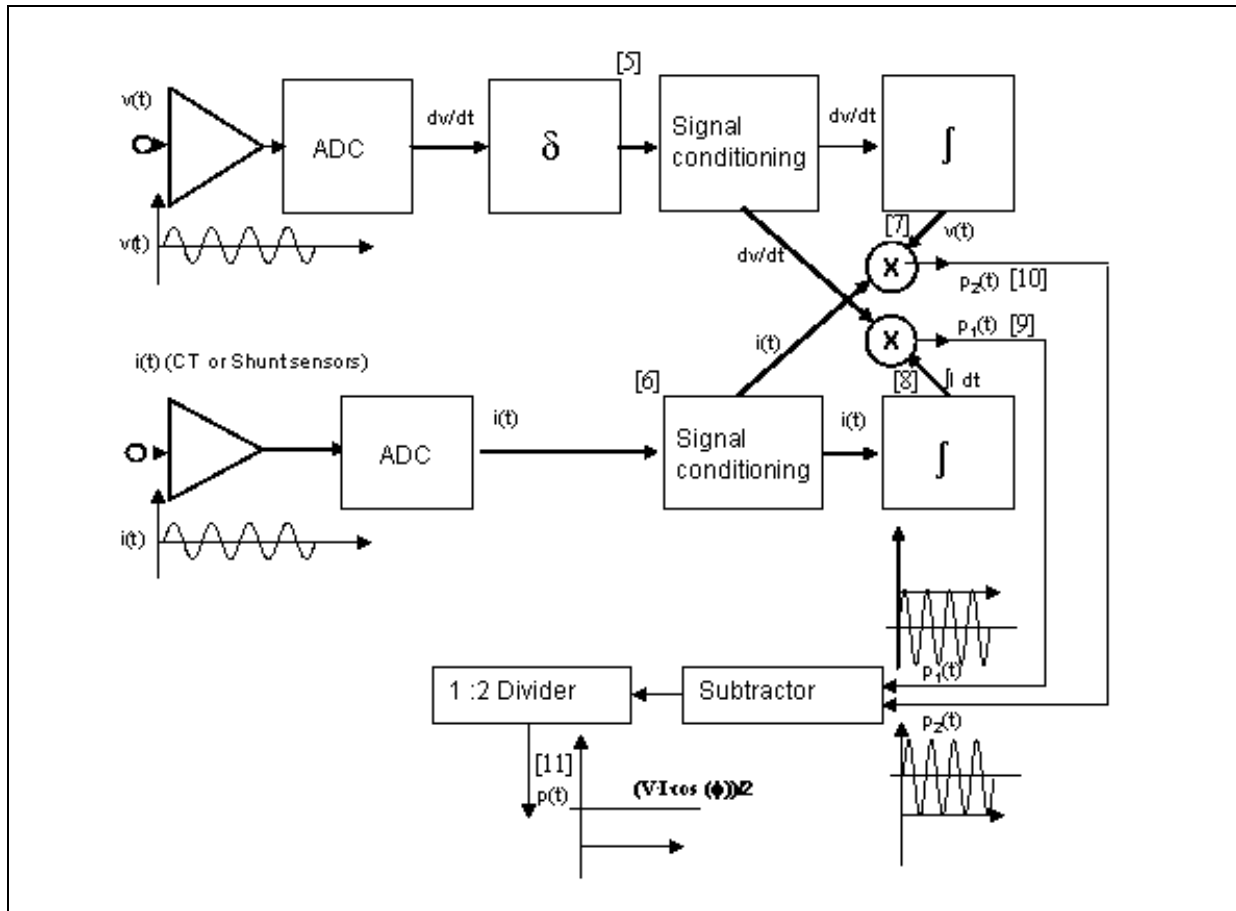 [5]
v(t)
ADC
dv/dt
δ
Signal
conditioning
dv/dt
∫
v(t)
[7]
v(t)
dv/dt
X
p₂(t) [10]
X
p₁(t) [9]
i(t)
i(t) (CT or Shunt sensors)
[6]
[8]
∫I dt
ADC
i(t)
Signal
conditioning
i(t)
∫
i(t)
p₁(t)
1 :2 Divider
Subtractor
p₂(t)
[11]
p(t)
(V·I cos (ϕ))/2